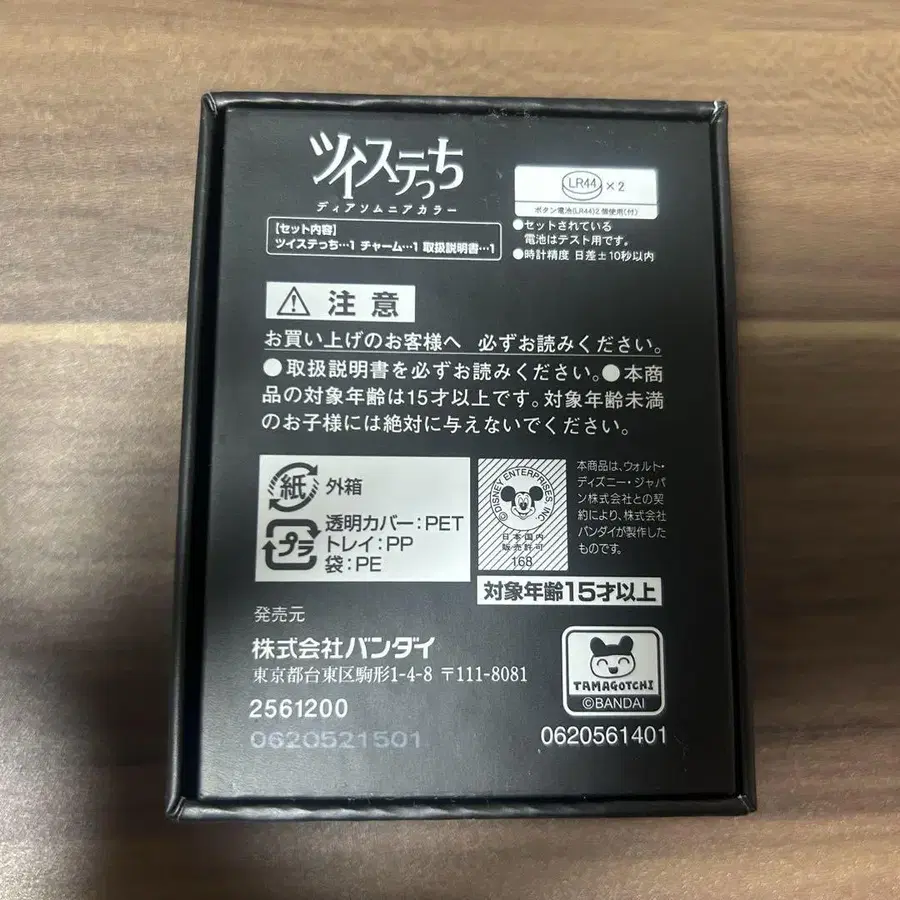 ツイステっち
ディアソムニアカラー
【セット内容】
ツイステっち…1 チャーム…1 取扱説明書…1
LR44 ×2
ボタン電池(LR44)2個使用(付)
●セットされている
電池はテスト用です。
●時計精度 日差±10秒以内
注意
お買い上げのお客様へ 必ずお読みください。
●取扱説明書を必ずお読みください。●本商
品の対象年齢は15才以上です。対象年齢未満
のお子様には絶対に与えないでください。
紙 外箱
プラ
透明カバー:PET
トレイ:PP
袋:PE
©DISNEY ENTERPRISES, INC.
日本国内
販売許可
168
本商品は、ウォルト・
ディズニー・ジャパン
株式会社との契
約により、株式会社
バンダイが製作した
ものです。
対象年齢15才以上
発売元
株式会社バンダイ
東京都台東区駒形1-4-8 〒111-8081
2561200
0620521501
TAMAGOTCHI
©BANDAI
0620561401